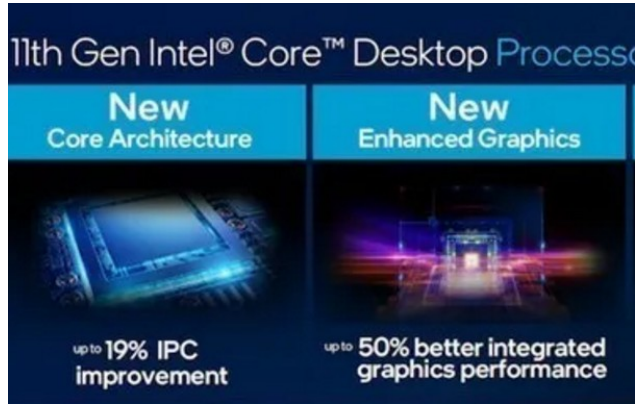 11th Gen Intel® Core™ Desktop Processo
New
Core Architecture
New
Enhanced Graphics
up to 19% IPC
improvement
up to 50% better integrated
graphics performance